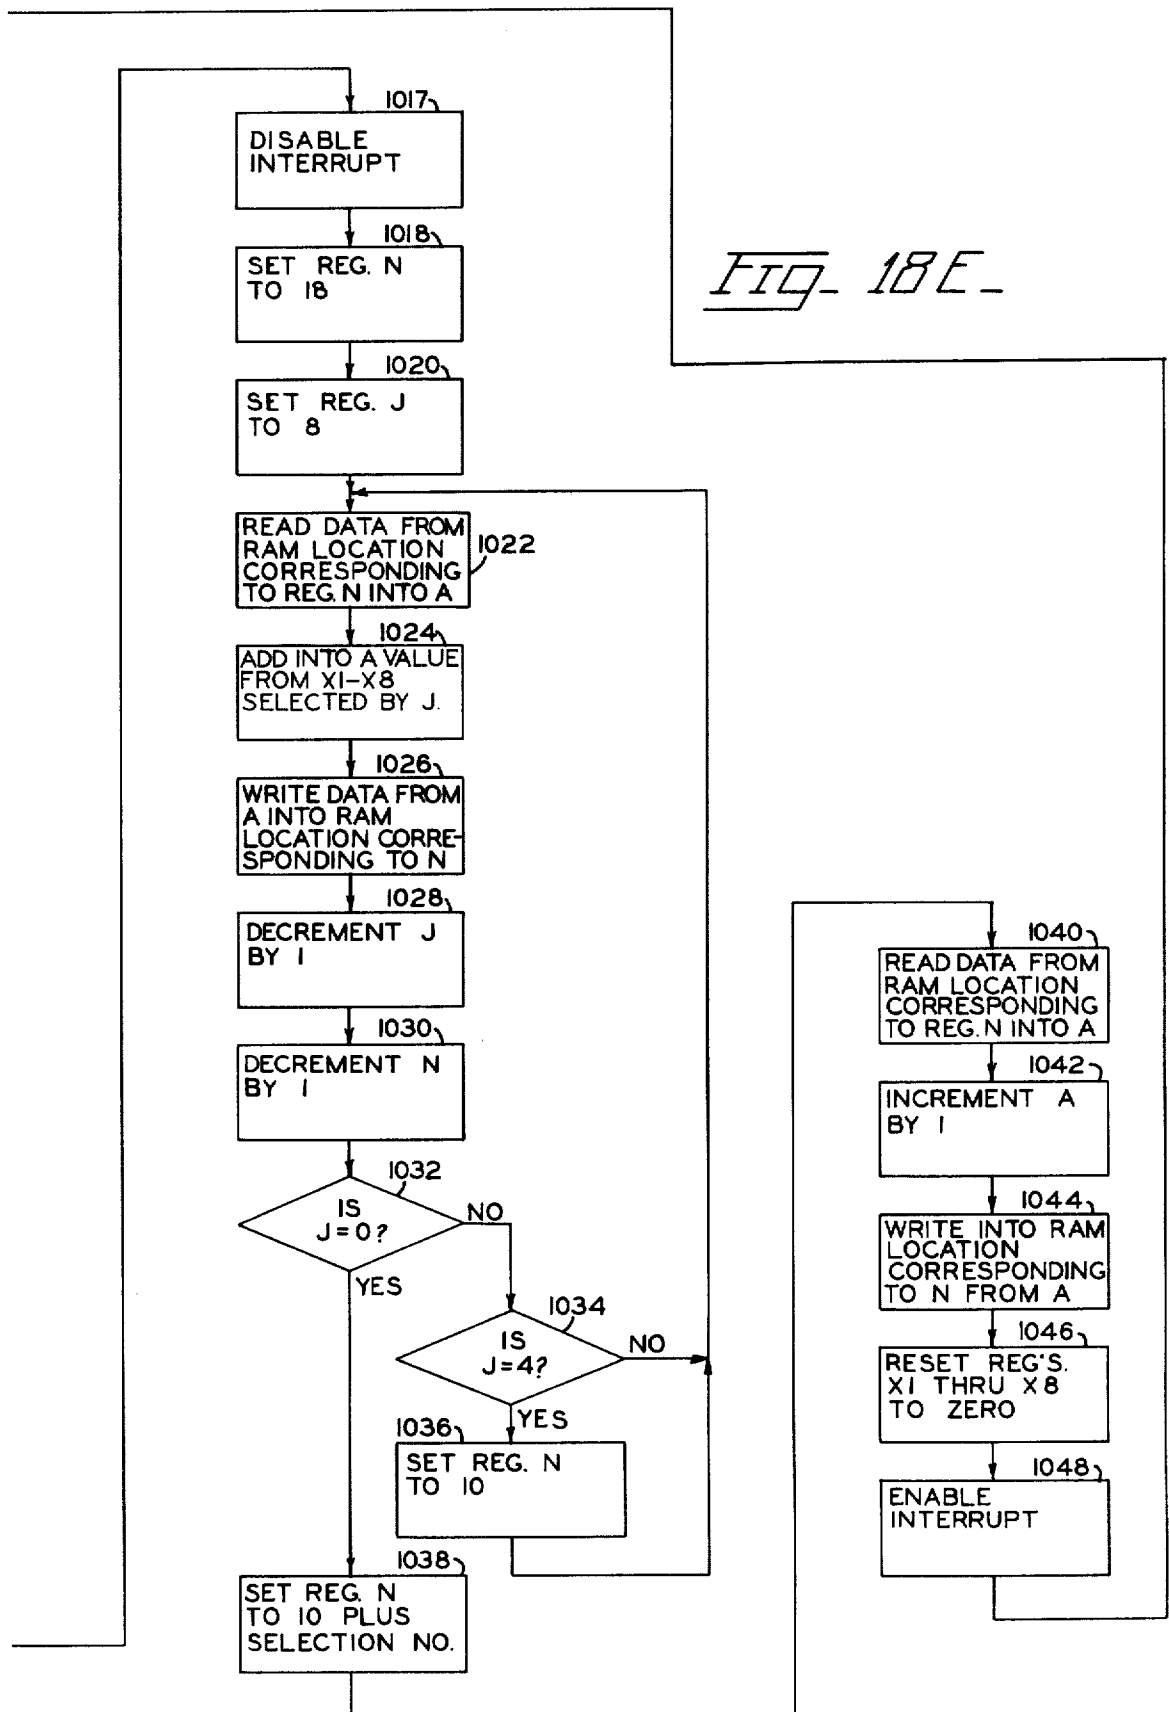 1017
DISABLE
INTERRUPT
1018
SET REG. N
TO 18
Fig. 18E.
1020
SET REG. J
TO 8
READ DATA FROM
RAM LOCATION
CORRESPONDING
TO REG. N INTO A
1022
1024
ADD INTO A VALUE
FROM X1-X8
SELECTED BY J.
1026
WRITE DATA FROM
A INTO RAM
LOCATION CORRE-
SPONDING TO N
1028
DECREMENT J
BY 1
1030
DECREMENT N
BY 1
1032
IS
J=0?
NO
YES
1034
IS
J=4?
NO
YES
1036
SET REG. N
TO 10
1038
SET REG. N
TO 10 PLUS
SELECTION NO.
1040
READ DATA FROM
RAM LOCATION
CORRESPONDING
TO REG. N INTO A
1042
INCREMENT A
BY 1
1044
WRITE INTO RAM
LOCATION
CORRESPONDING
TO N FROM A
1046
RESET REG'S.
X1 THRU X8
TO ZERO
1048
ENABLE
INTERRUPT